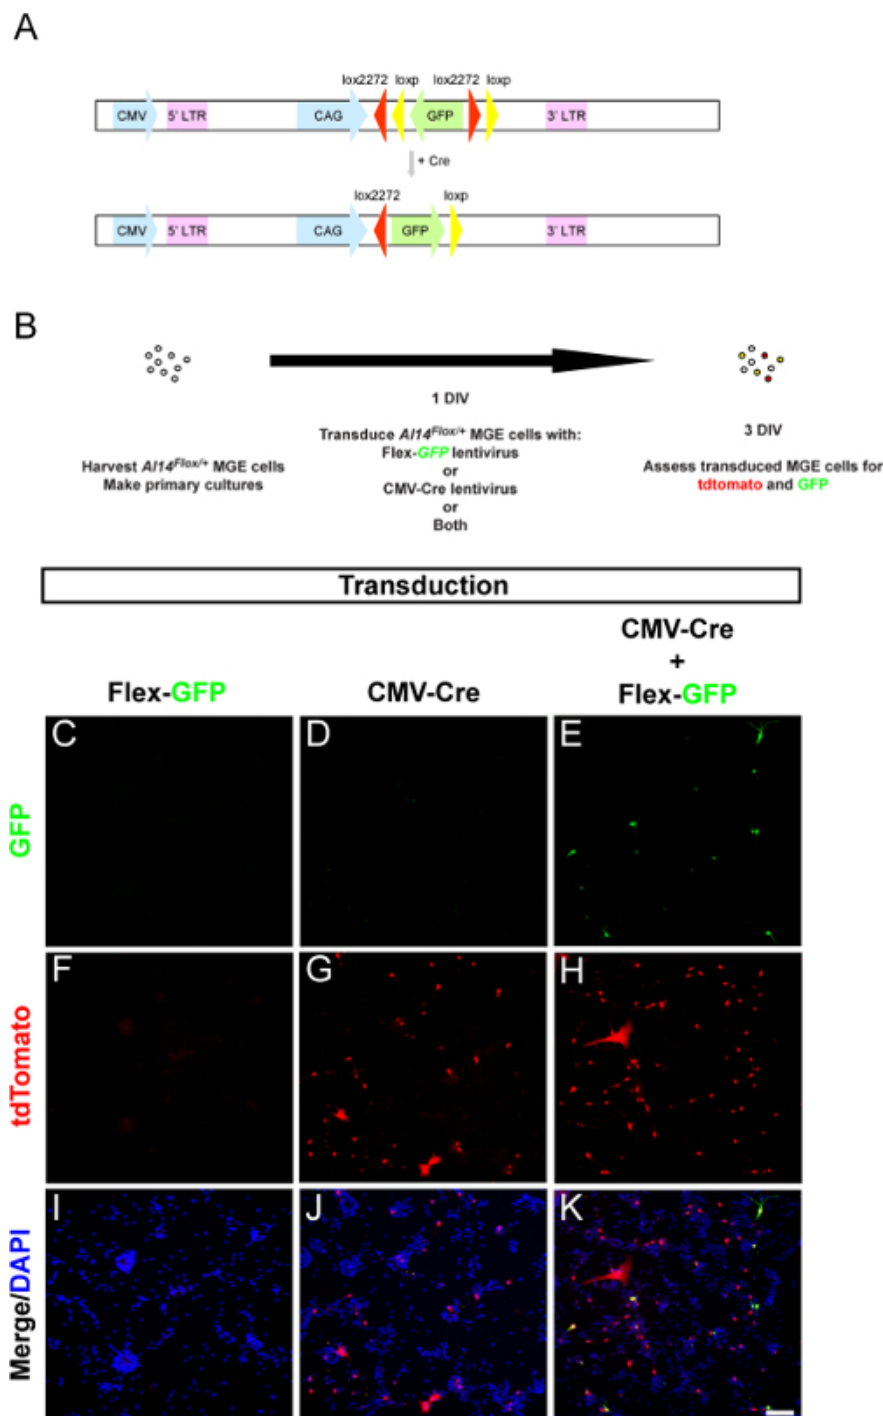 A
lox2272 loxp lox2272 loxp
CMV 5' LTR CAG GFP 3' LTR
+ Cre
lox2272 loxp
CMV 5' LTR CAG GFP 3' LTR
B
1 DIV
Transduce AI14Flox/+ MGE cells with:
Flex-GFP lentivirus
or
CMV-Cre lentivirus
or
Both
Harvest AI14Flox/+ MGE cells
Make primary cultures
3 DIV
Assess transduced MGE cells for
tdtomato and GFP
Transduction
Flex-GFP
CMV-Cre
CMV-Cre
+
Flex-GFP
GFP
C D E
tdTomato
F G H
Merge/DAPI
I J K